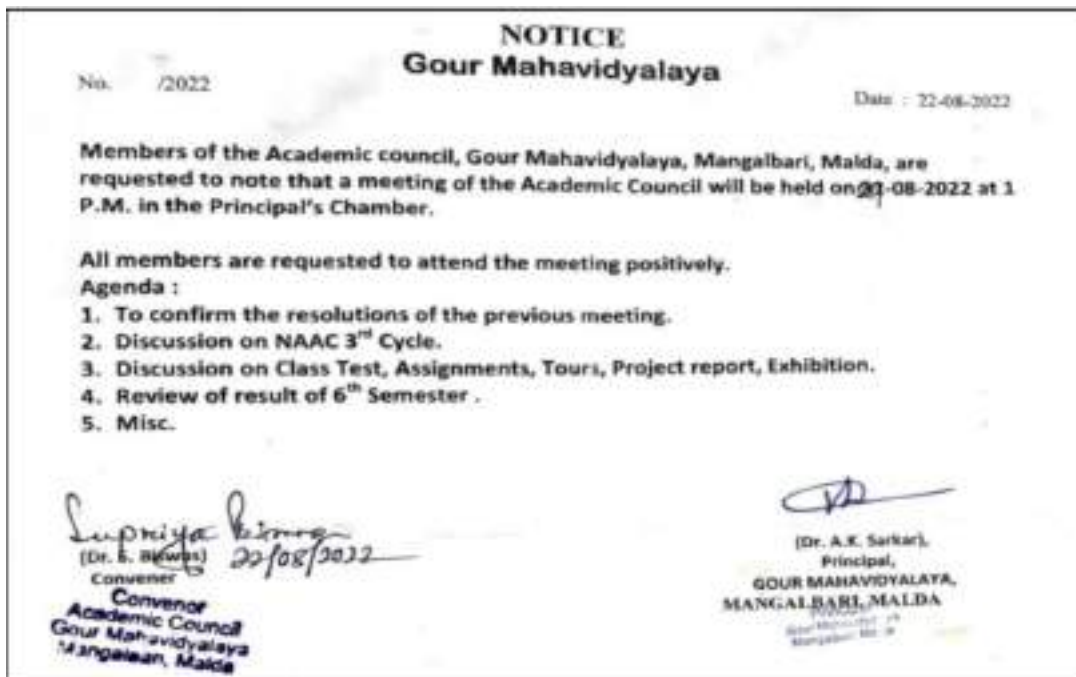 NOTICE
Gour Mahavidyalaya
No. /2022
Date : 22-08-2022
Members of the Academic council, Gour Mahavidyalaya, Mangalbari, Malda, are
requested to note that a meeting of the Academic Council will be held on -08-2022 at 1
P.M. in the Principal's Chamber.
All members are requested to attend the meeting positively.
Agenda :
1. To confirm the resolutions of the previous meeting.
2. Discussion on NAAC 3rd Cycle.
3. Discussion on Class Test, Assignments, Tours, Project report, Exhibition.
4. Review of result of 6th Semester .
5. Misc.
Supriya Biswas
(Dr. S. Biswas) 22/08/2022
Convener
Convenor
Academic Council
Gour Mahavidyalaya
Malda
(Dr. A.K. Sarkar),
Principal,
GOUR MAHAVIDYALAYA,
MANGALBARI, MALDA